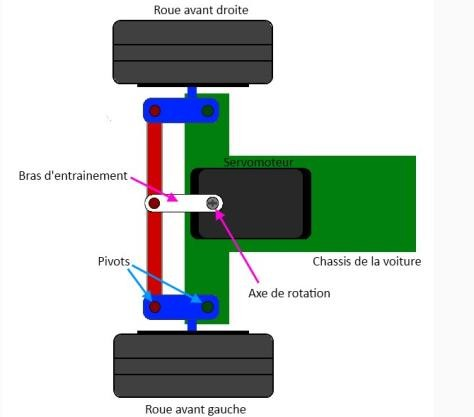 Roue avant droite
Servomoteur
Bras d'entrainement
Pivots
Chassis de la voiture
Axe de rotation
Roue avant gauche